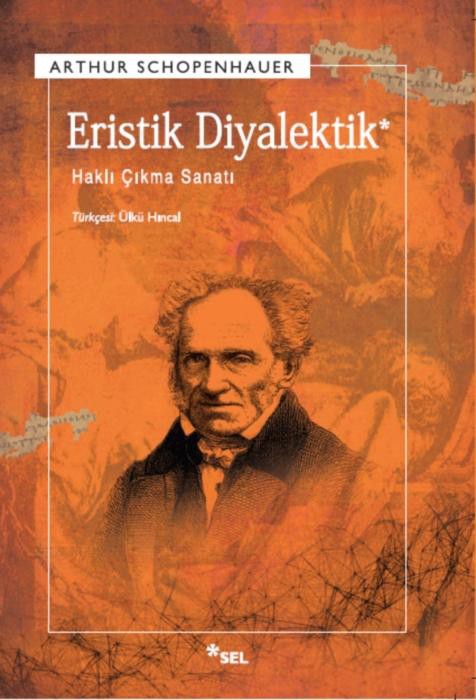 ARTHUR SCHOPENHAUER
Eristik Diyalektik*
Haklı Çıkma Sanatı
Türkçesi: Ülkü Hıncal
*SEL